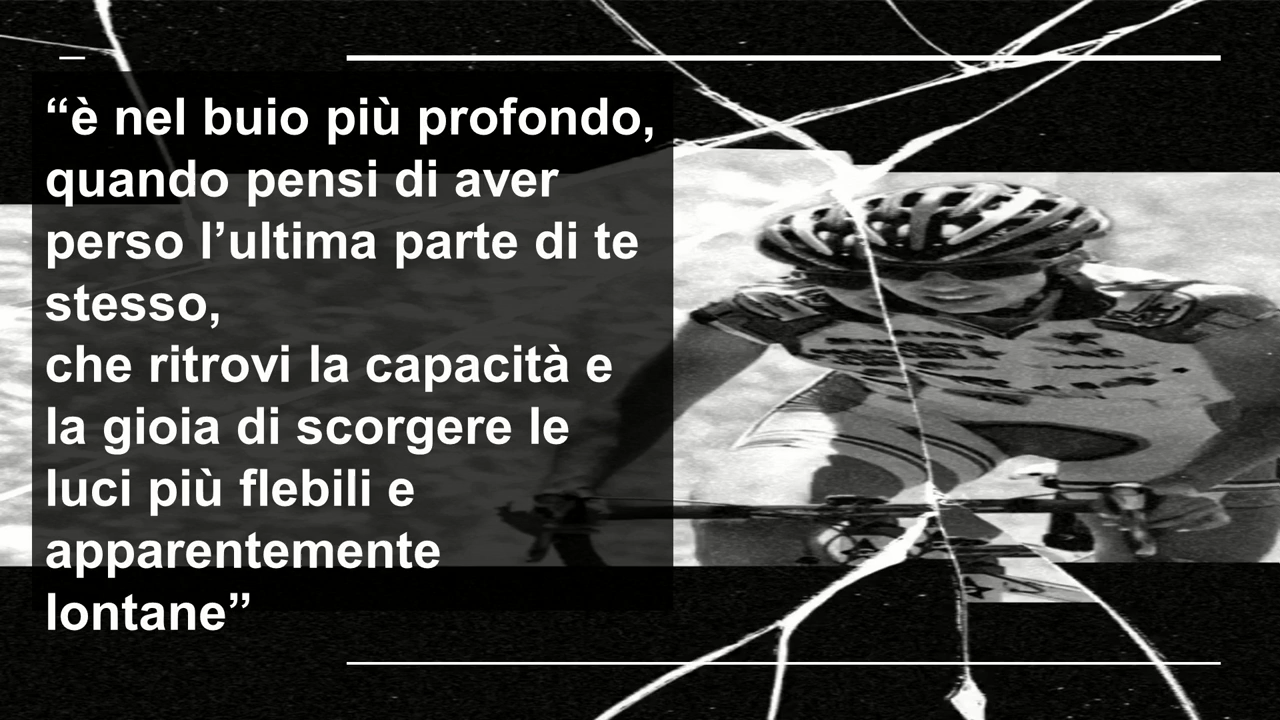 “è nel buio più profondo,
quando pensi di aver
perso l’ultima parte di te
stesso,
che ritrovi la capacità e
la gioia di scorgere le
luci più flebili e
apparentemente
lontane”